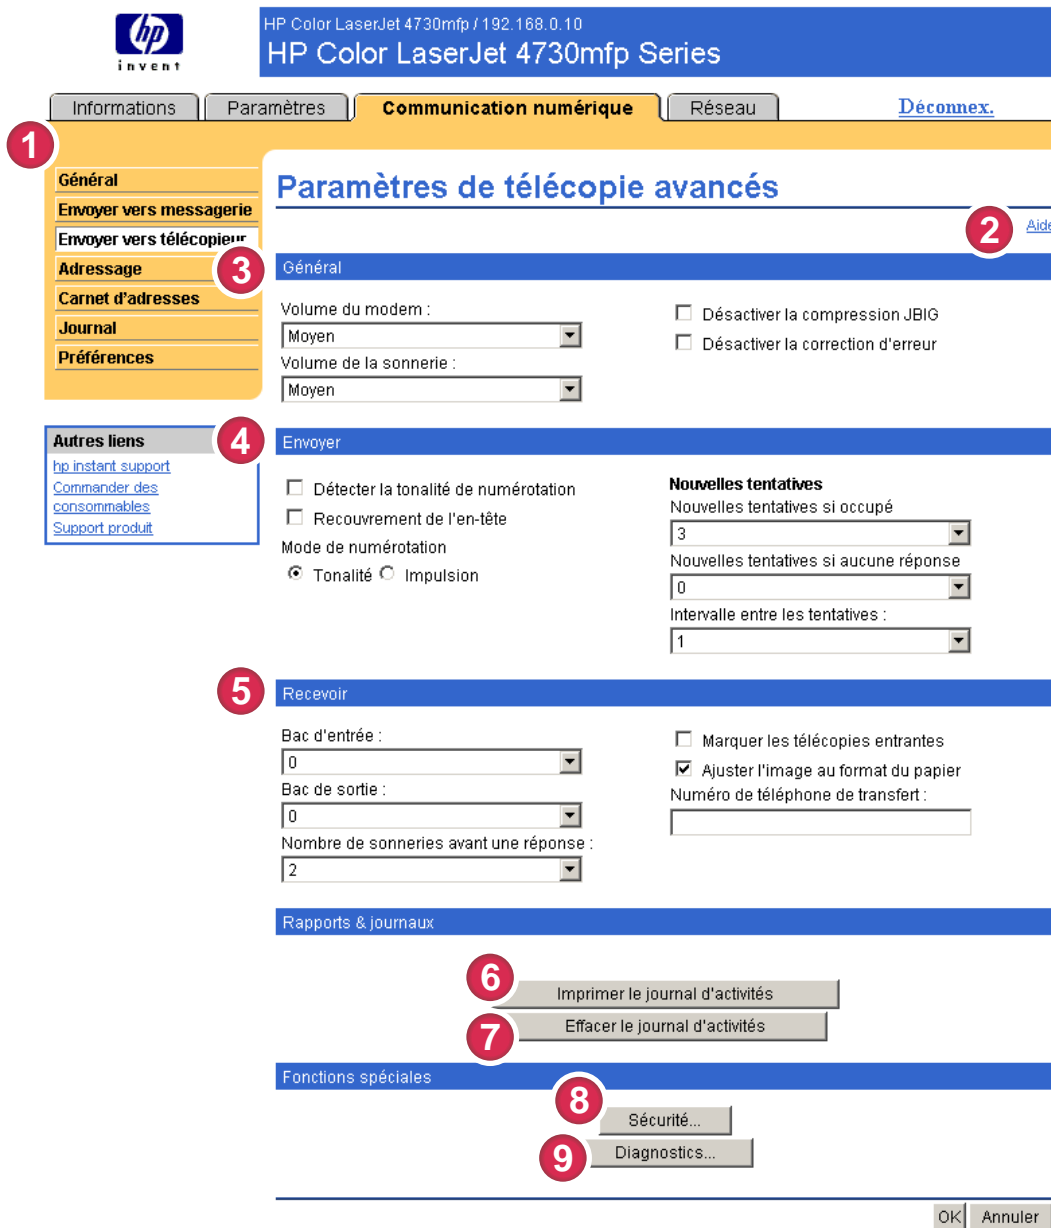 hp
invent
HP Color LaserJet 4730mfp / 192.168.0.10
HP Color LaserJet 4730mfp Series
Informations
Paramètres
Communication numérique
Réseau
Déconnex.
1
Général
Envoyer vers messagerie
Envoyer vers télécopieur
Adressage
Carnet d'adresses
Journal
Préférences
Autres liens
hp instant support
Commander des
consommables
Support produit
Paramètres de télécopie avancés
2
Aide
3
Général
Volume du modem :
Moyen
Volume de la sonnerie :
Moyen
Désactiver la compression JBIG
Désactiver la correction d'erreur
4
Envoyer
Détecter la tonalité de numérotation
Recouvrement de l'en-tête
Mode de numérotation
Tonalité Impulsion
Nouvelles tentatives
Nouvelles tentatives si occupé
3
Nouvelles tentatives si aucune réponse
0
Intervalle entre les tentatives :
1
5
Recevoir
Bac d'entrée :
0
Bac de sortie :
0
Nombre de sonneries avant une réponse :
2
Marquer les télécopies entrantes
Ajuster l'image au format du papier
Numéro de téléphone de transfert :
Rapports & journaux
6
Imprimer le journal d'activités
7
Effacer le journal d'activités
Fonctions spéciales
8
Sécurité...
9
Diagnostics...
OK
Annuler